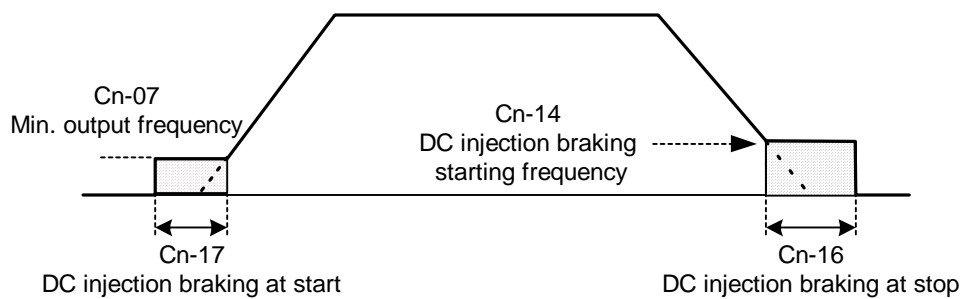 Cn-07
Min. output frequency
Cn-14
DC injection braking
starting frequency
Cn-17
DC injection braking at start
Cn-16
DC injection braking at stop